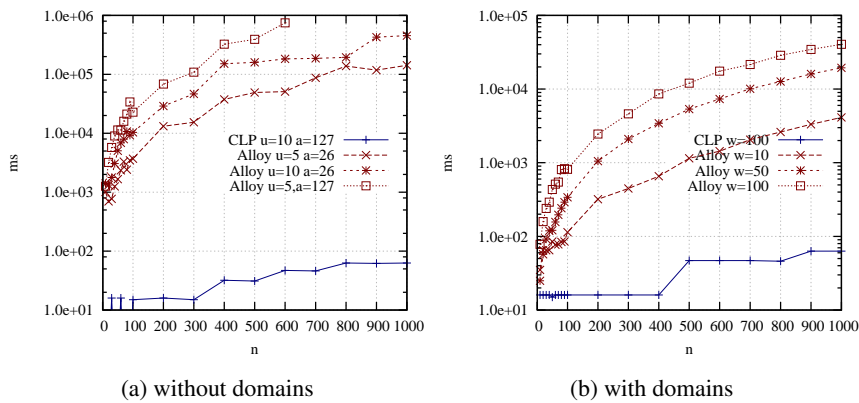 1.0e+06
1.0e+05
1.0e+04
1.0e+03
1.0e+02
1.0e+01
ms
CLP u=10 a=127
Alloy u=5 a=26
Alloy u=10 a=26
Alloy u=5,a=127
0 100 200 300 400 500 600 700 800 900 1000
n
(a) without domains
1.0e+05
1.0e+04
1.0e+03
1.0e+02
1.0e+01
ms
CLP w=100
Alloy w=10
Alloy w=50
Alloy w=100
0 100 200 300 400 500 600 700 800 900 1000
n
(b) with domains